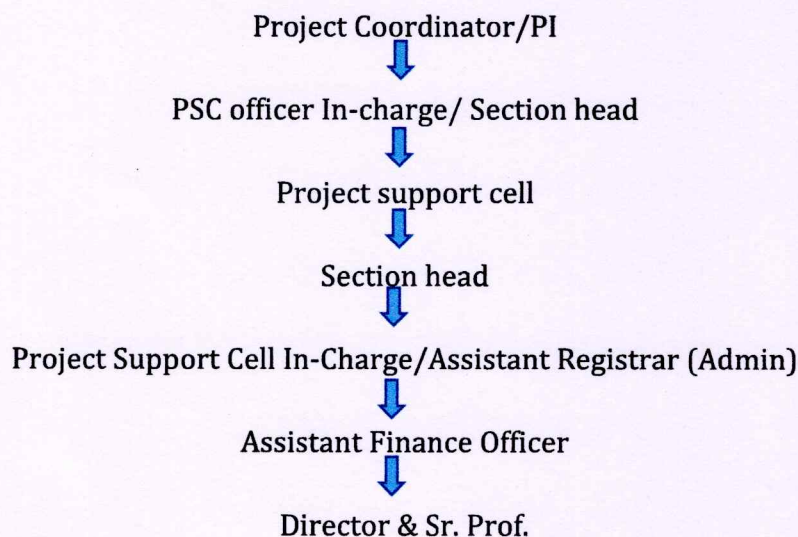 Project Coordinator/PI
PSC officer In-charge/ Section head
Project support cell
Section head
Project Support Cell In-Charge/Assistant Registrar (Admin)
Assistant Finance Officer
Director & Sr. Prof.